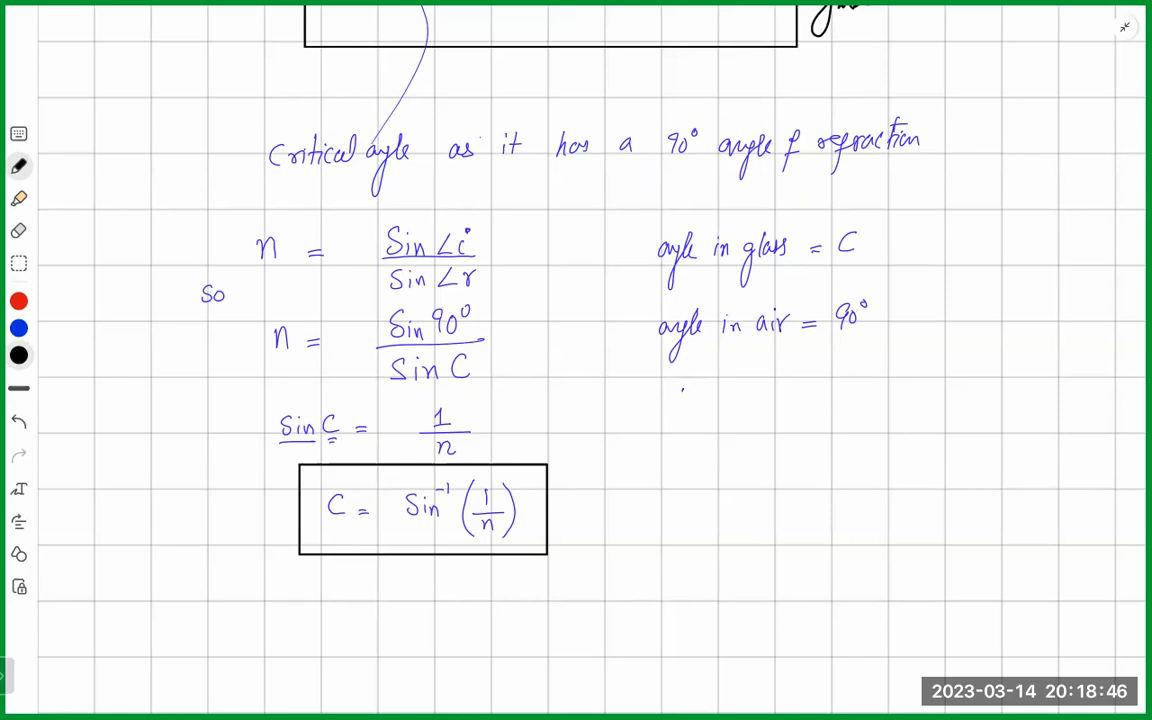 Critical angle as it has a 90° angle of refraction
n = Sin ∠i / Sin ∠r
angle in glass = C
So
n = Sin 90° / Sin C
angle in air = 90°
Sin C = 1 / n
C = Sin⁻¹ (1/n)
2023-03-14 20:18:46